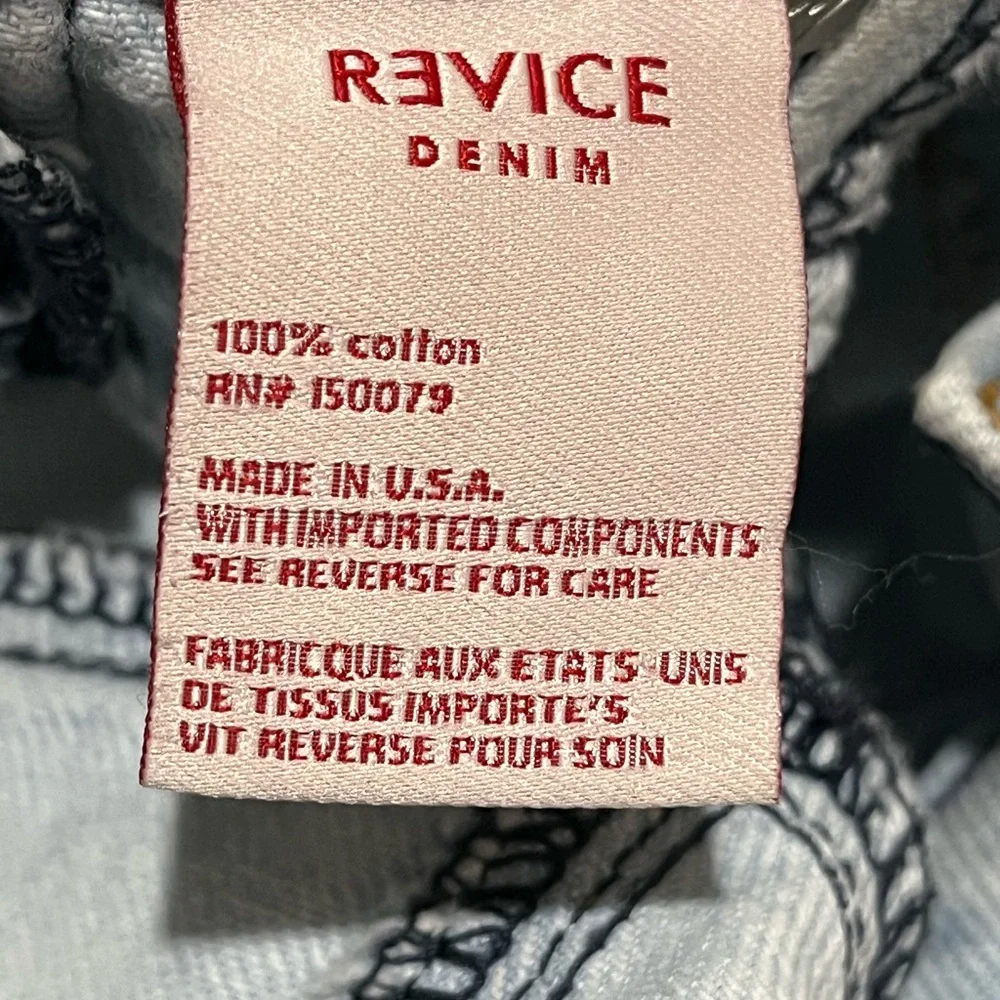 RƎVICE
DENIM
100% cotton
RN# 150079
MADE IN U.S.A.
WITH IMPORTED COMPONENTS
SEE REVERSE FOR CARE
FABRICQUE AUX ETATS UNIS
DE TISSUS IMPORTE'S
VIT REVERSE POUR SOIN